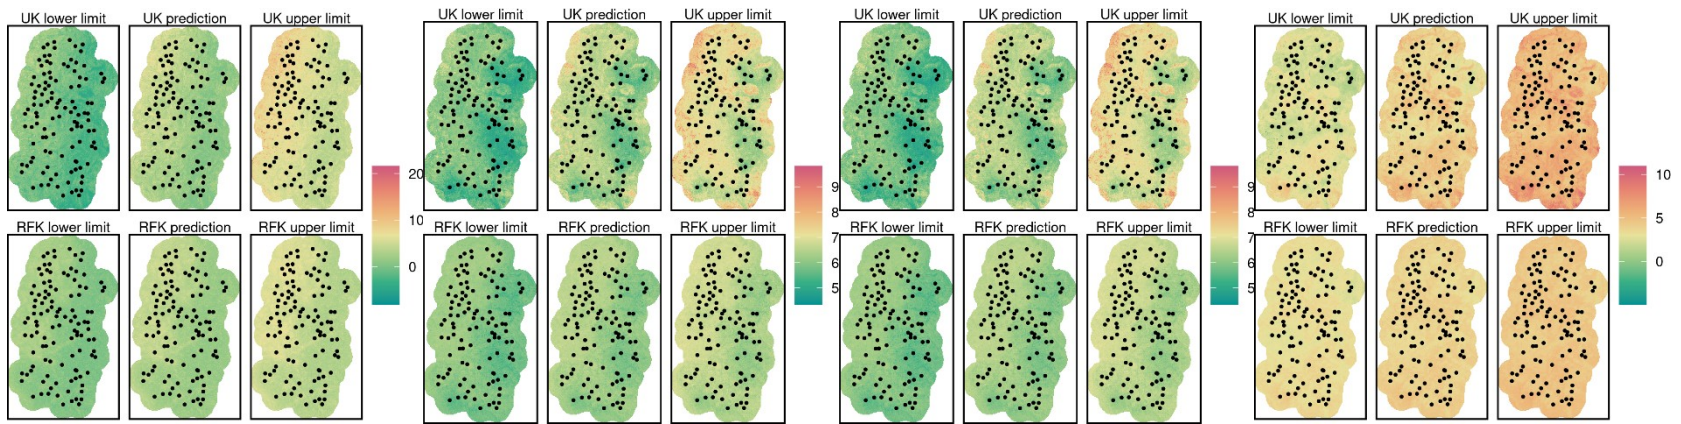 UK lower limit UK prediction UK upper limit
RFK lower limit RFK prediction RFK upper limit
20
10
0
UK lower limit UK prediction UK upper limit
RFK lower limit RFK prediction RFK upper limit
9
8
7
6
5
UK lower limit UK prediction UK upper limit
RFK lower limit RFK prediction RFK upper limit
9
8
7
6
5
UK lower limit UK prediction UK upper limit
RFK lower limit RFK prediction RFK upper limit
10
5
0